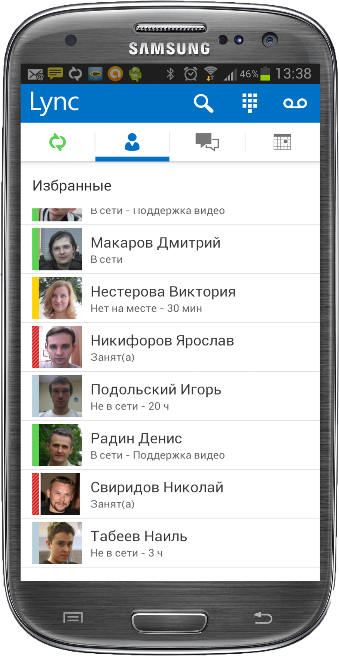 SAMSUNG
46% 13:38
Lync
Избранные
В сети - Поддержка видео
Макаров Дмитрий
В сети
Нестерова Виктория
Нет на месте - 30 мин
Никифоров Ярослав
Занят(а)
Подольский Игорь
Не в сети - 20 ч
Радин Денис
В сети - Поддержка видео
Свиридов Николай
Занят(а)
Табеев Наиль
Не в сети - 3 ч